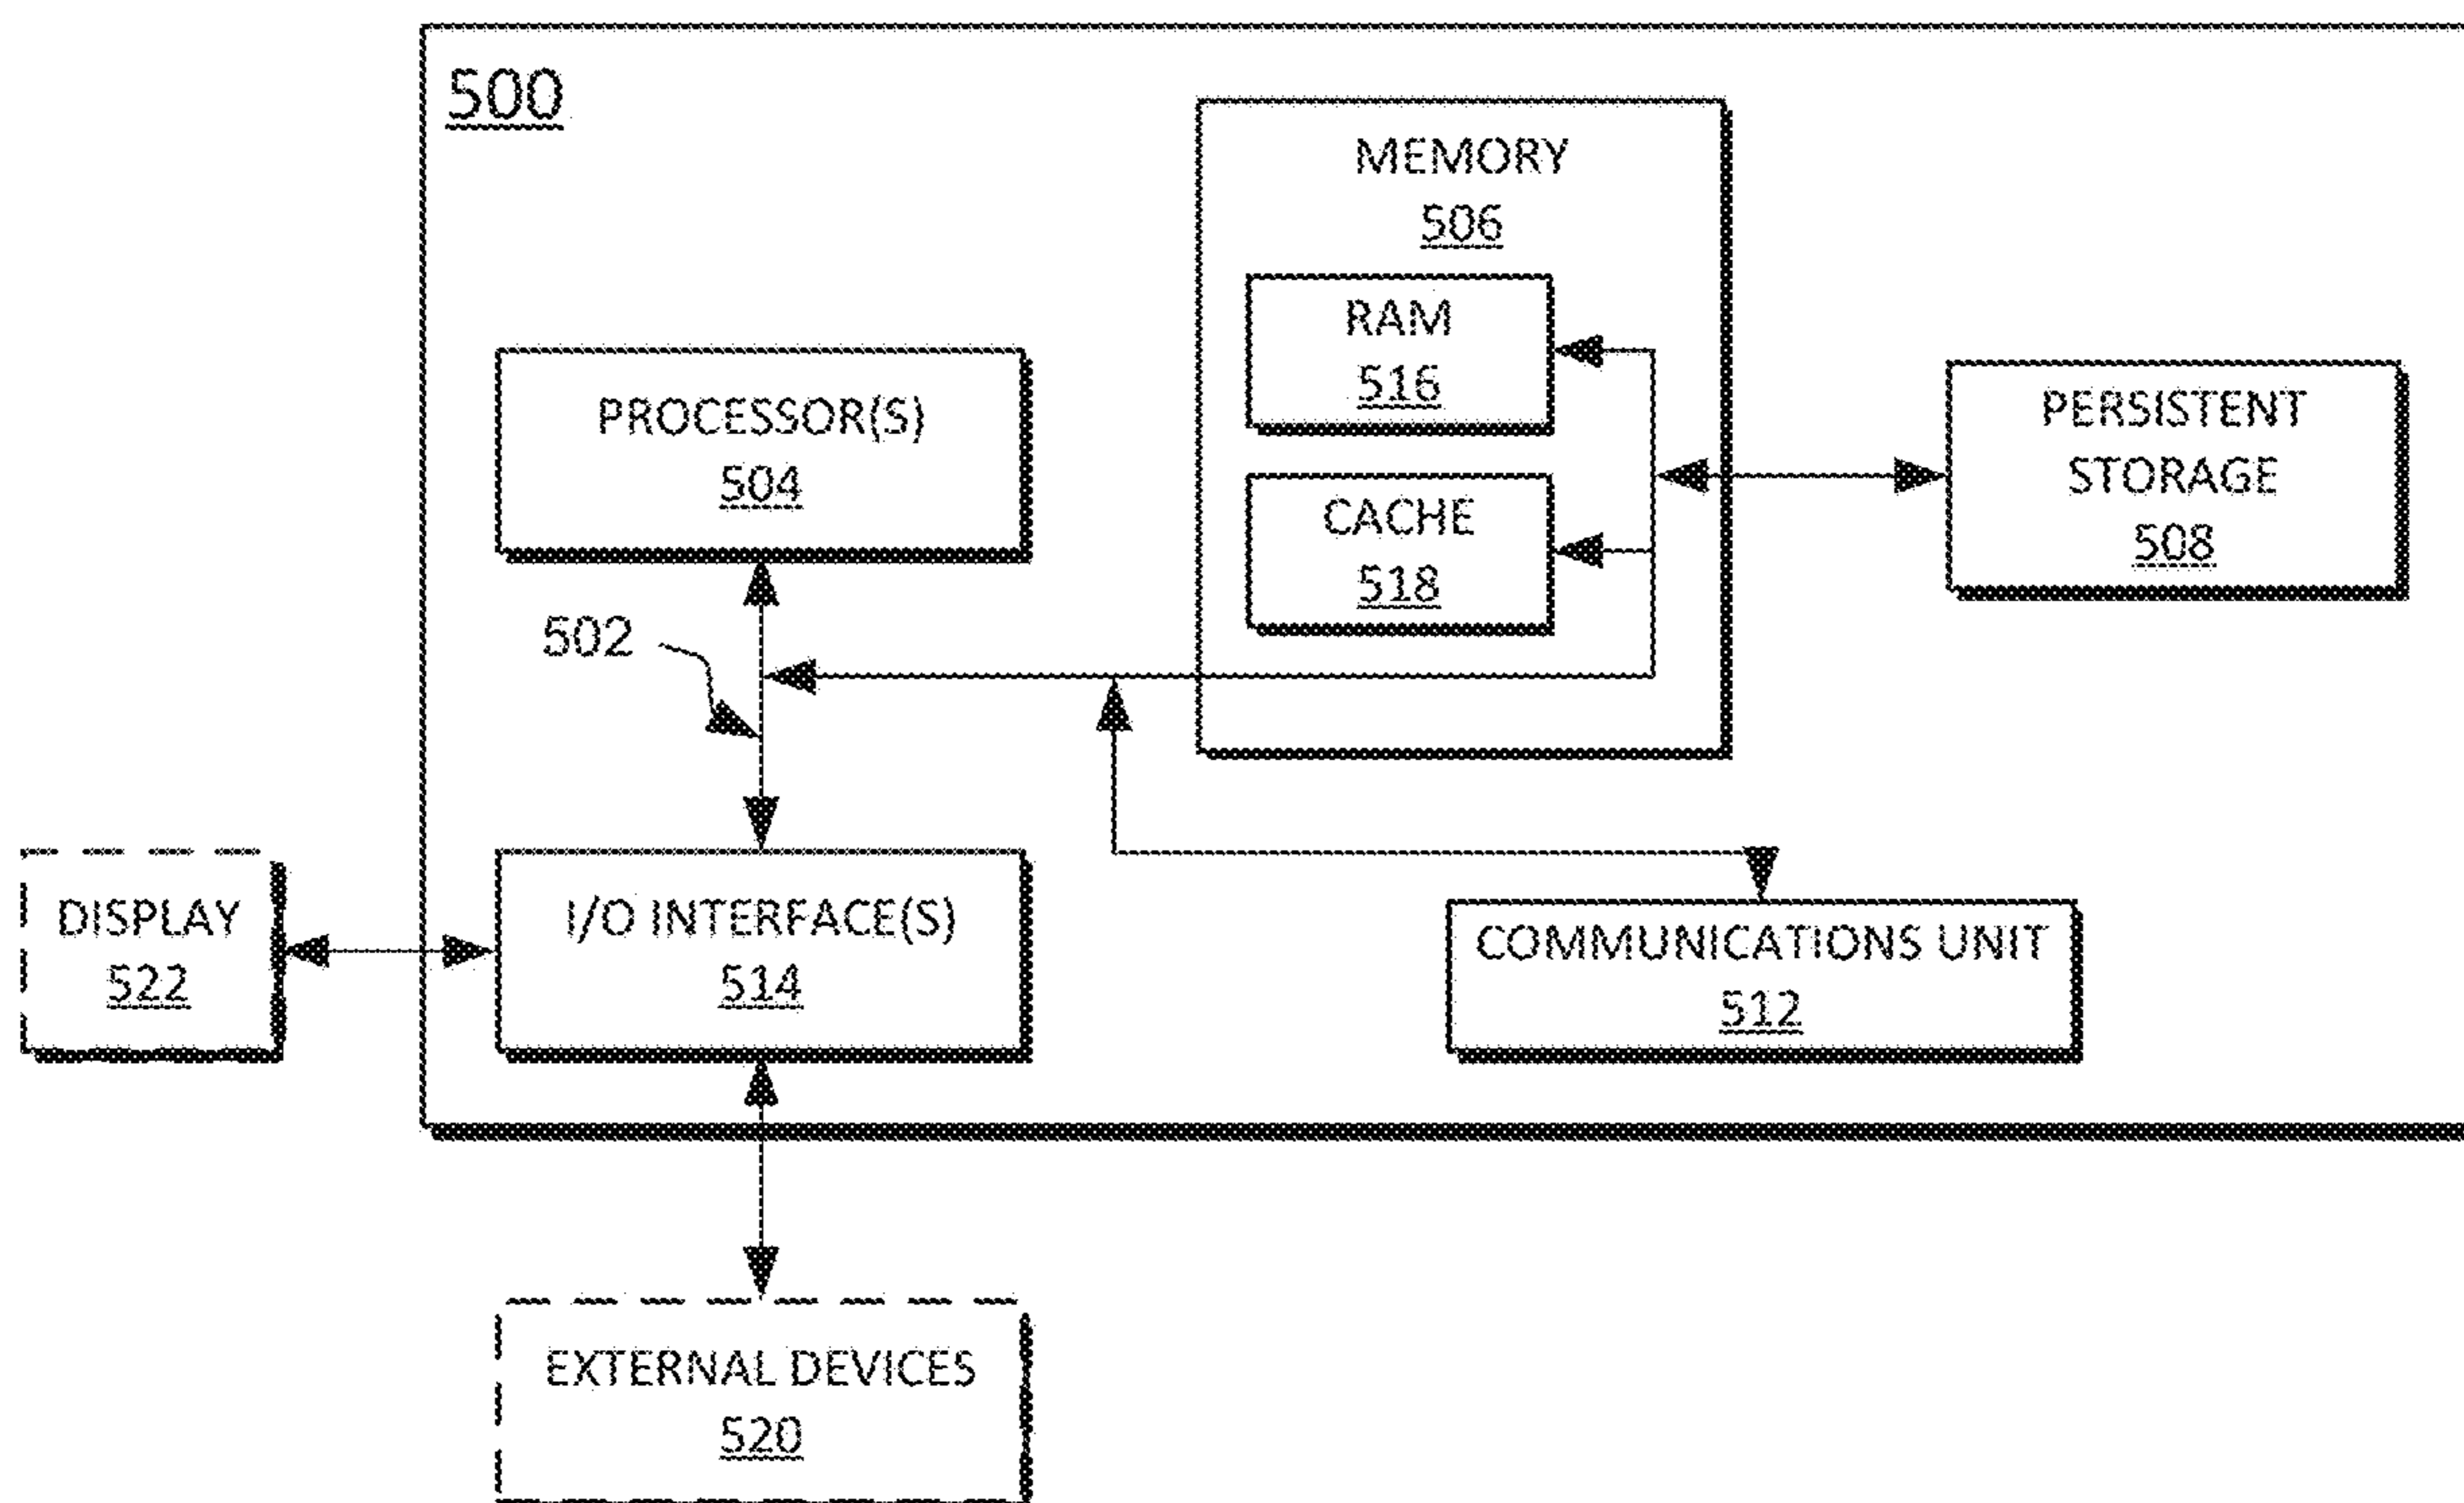 500
MEMORY
506
RAM
516
PROCESSOR(S)
504
PERSISTENT
STORAGE
508
CACHE
518
502
DISPLAY
522
I/O INTERFACE(S)
514
COMMUNICATIONS UNIT
512
EXTERNAL DEVICES
520